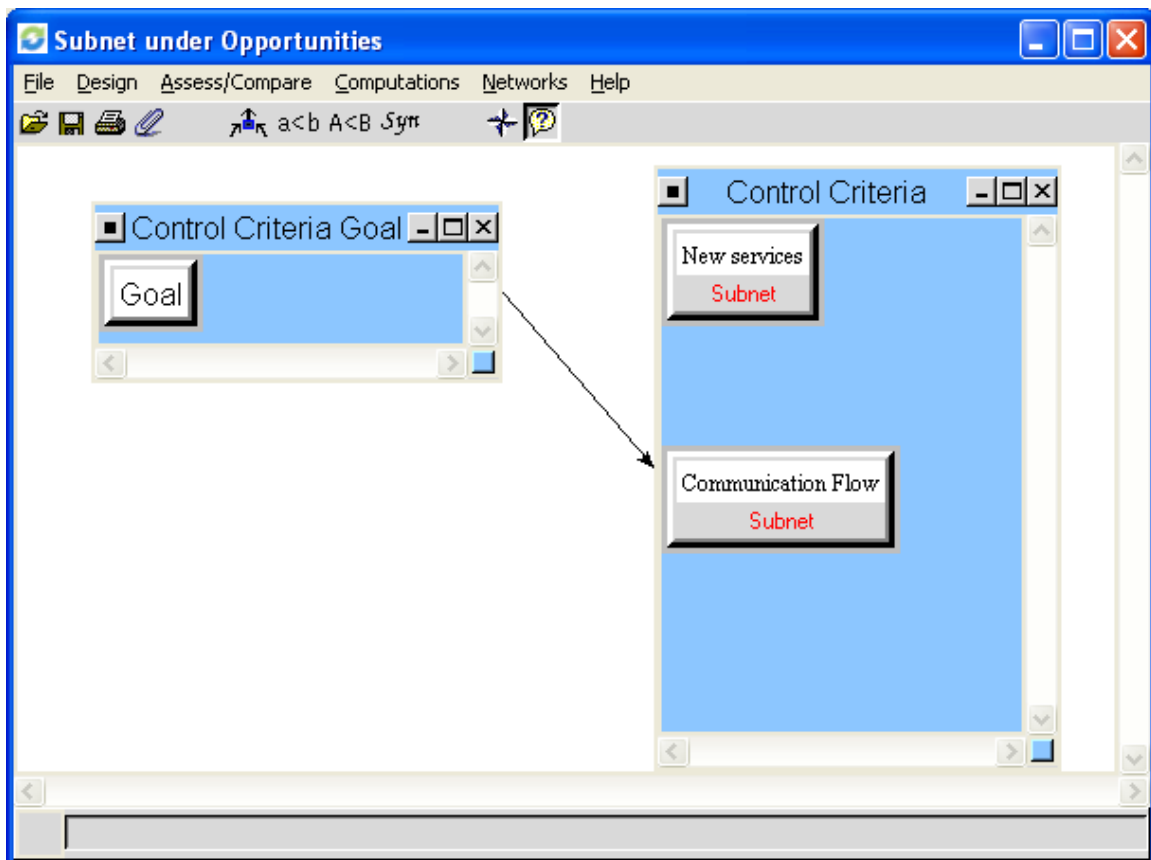 Subnet under Opportunities
File Design Assess/Compare Computations Networks Help
a<b A<B Syn
Control Criteria Goal
Goal
Control Criteria
New services
Subnet
Communication Flow
Subnet